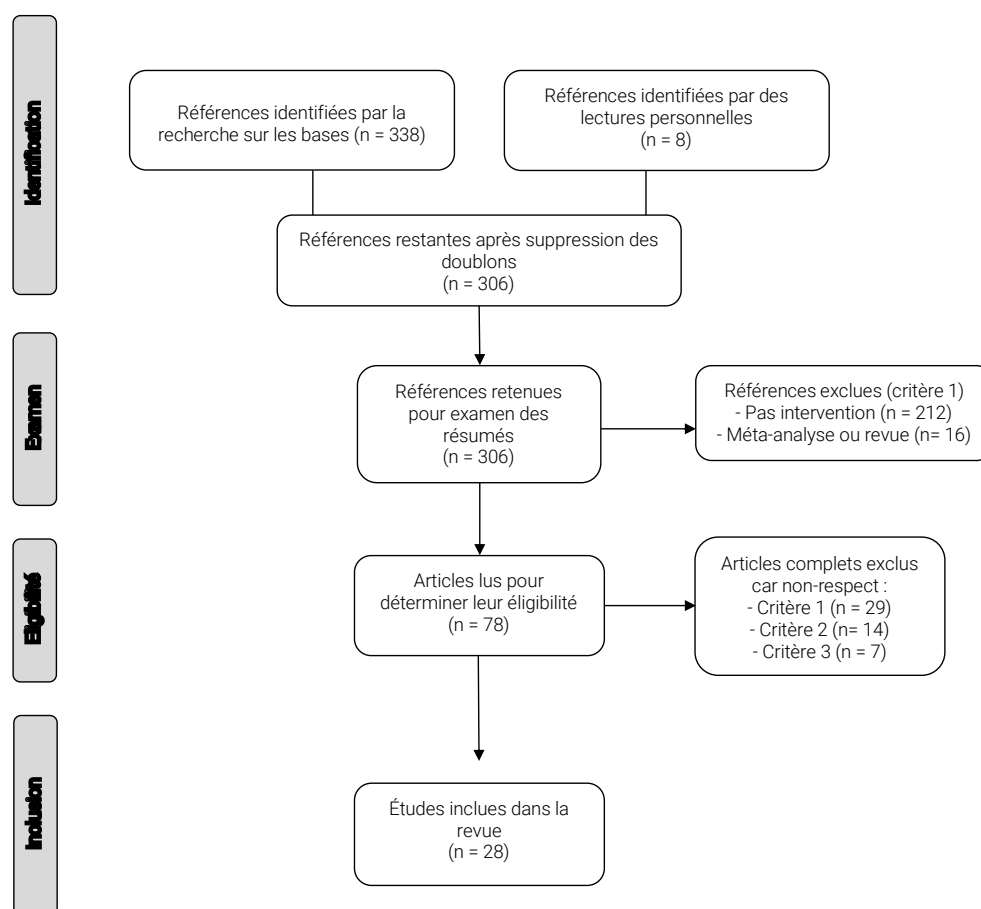 Identification
Références identifiées par la
recherche sur les bases (n = 338)
Références identifiées par des
lectures personnelles
(n = 8)
Références restantes après suppression des
doublons
(n = 306)
Examen
Références retenues
pour examen des
résumés
(n = 306)
Références exclues (critère 1)
- Pas intervention (n = 212)
- Méta-analyse ou revue (n= 16)
Eligibilité
Articles lus pour
déterminer leur éligibilité
(n = 78)
Articles complets exclus
car non-respect :
- Critère 1 (n = 29)
- Critère 2 (n= 14)
- Critère 3 (n = 7)
Inclusion
Études inclues dans la
revue
(n = 28)